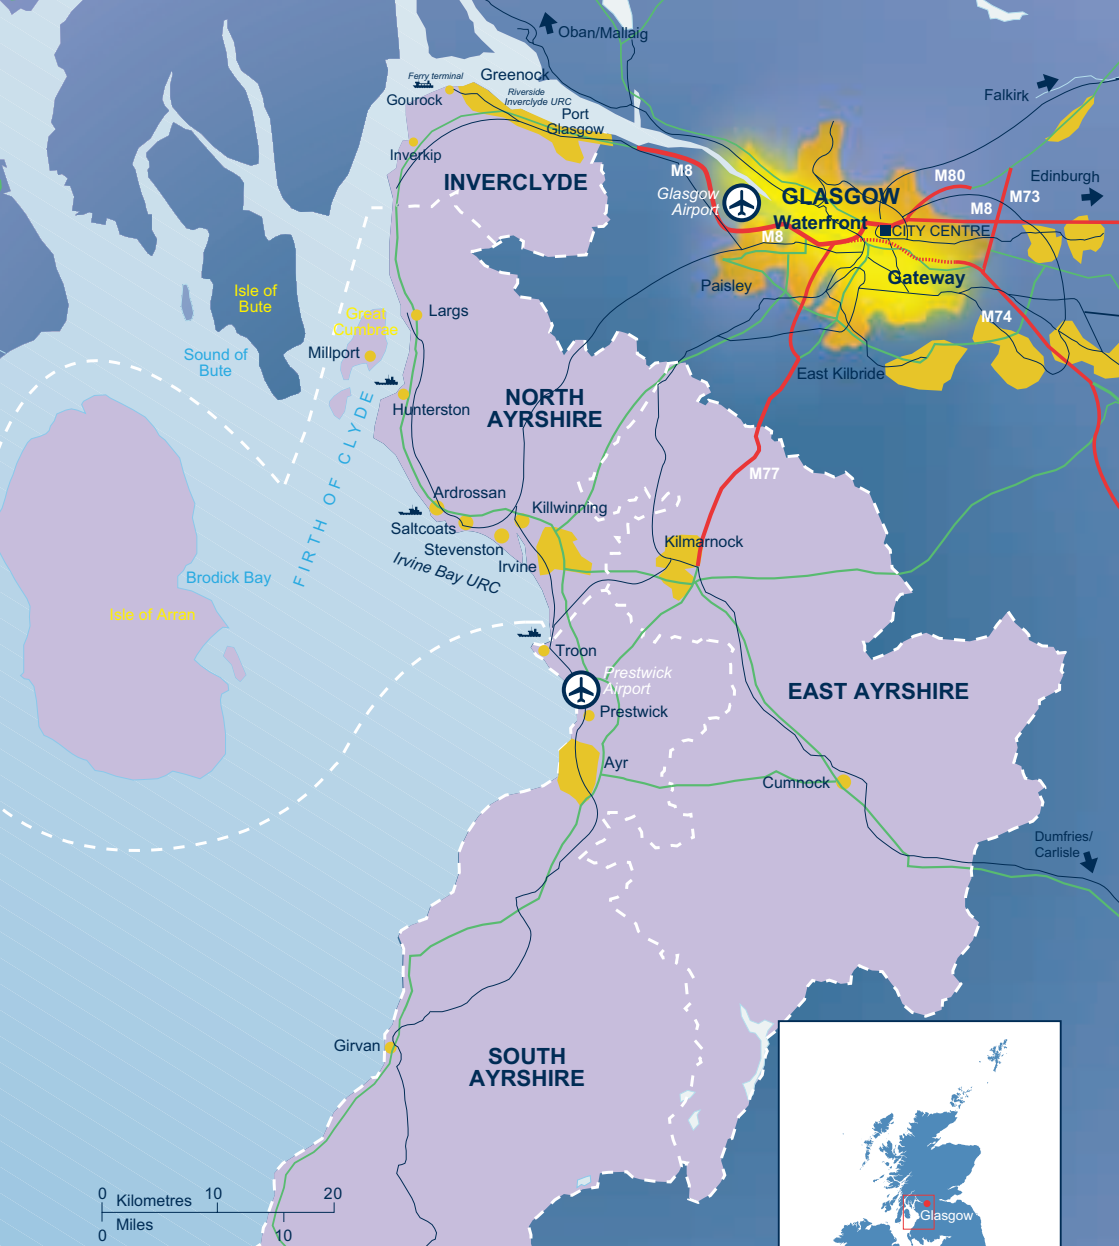 Oban/Mallaig
Ferry terminal
Greenock
Gourock
Riverside
Inverclyde URC
Port
Glasgow
Falkirk
Inverkip
INVERCLYDE
M8
Glasgow
Airport
GLASGOW
Waterfront
M8
M80
M8
M73
Edinburgh
CITY CENTRE
Paisley
Gateway
M74
East Kilbride
Isle of
Bute
Great
Cumbrae
Largs
Sound of
Bute
Millport
Hunterston
NORTH
AYRSHIRE
FIRTH OF CLYDE
M77
Ardrossan
Killwinning
Saltcoats
Stevenston
Irvine
Irvine Bay URC
Kilmarnock
Brodick Bay
Isle of Arran
Troon
Prestwick
Airport
Prestwick
EAST AYRSHIRE
Ayr
Cumnock
Dumfries/
Carlisle
Girvan
SOUTH
AYRSHIRE
0 Kilometres 10 20
0 Miles 10
Glasgow